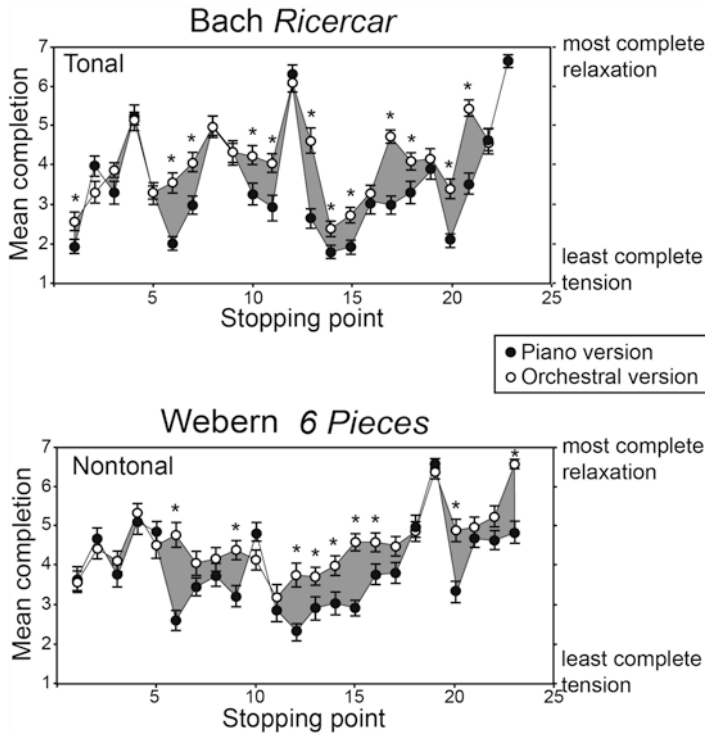 Bach Ricercar
7
6
5
4
3
2
1
Mean completion
Tonal
* * * * * * * * * * * *
most complete
relaxation
least complete
tension
5 10 15 20 25
Stopping point
Piano version
Orchestral version
Webern 6 Pieces
7
6
5
4
3
2
1
Mean completion
Nontonal
* * * * * * * * *
most complete
relaxation
least complete
tension
5 10 15 20 25
Stopping point